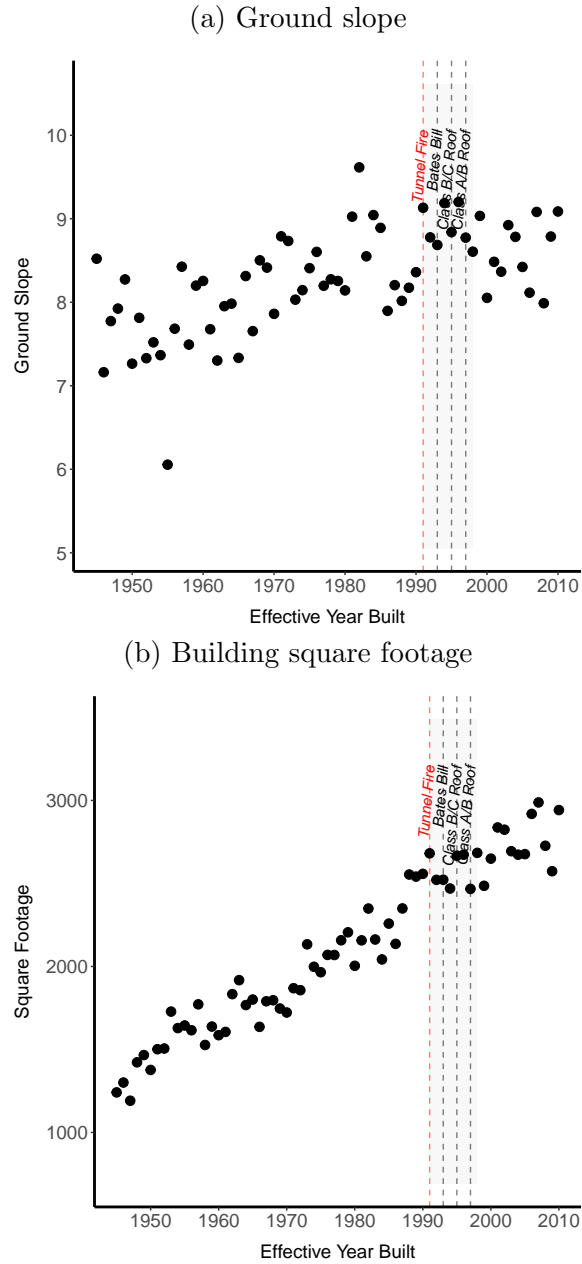 (a) Ground slope
10
9
8
7
6
5
Ground Slope
Tunnel Fire
Bates Bill
Class B/C Roof
Class A/B Roof
1950 1960 1970 1980 1990 2000 2010
Effective Year Built
(b) Building square footage
3000
2000
1000
Square Footage
Tunnel Fire
Bates Bill
Class B/C Roof
Class A/B Roof
1950 1960 1970 1980 1990 2000 2010
Effective Year Built